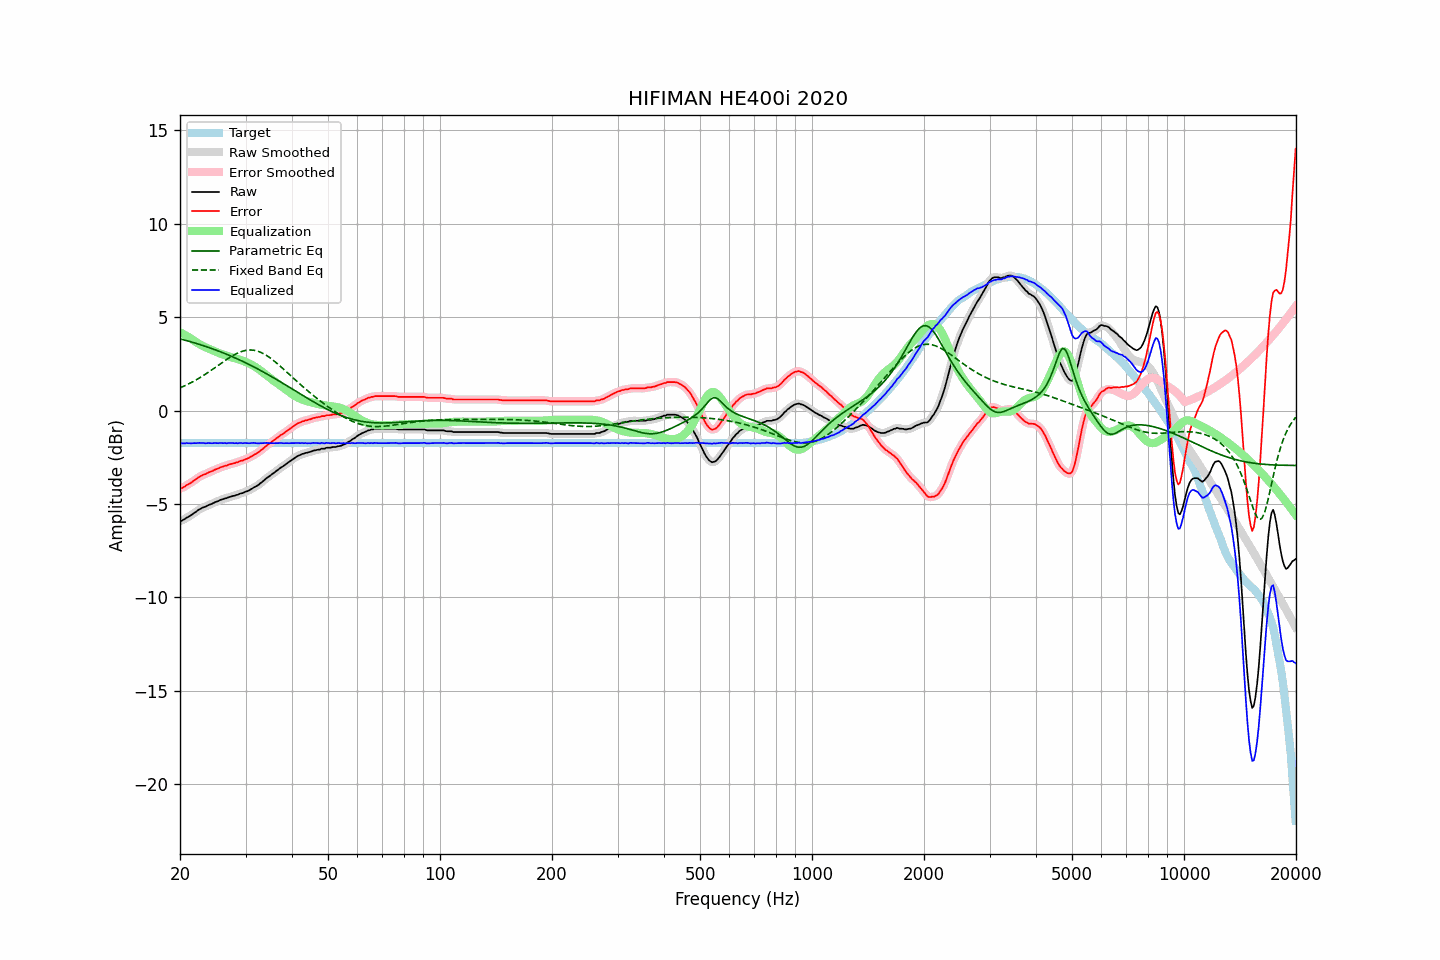 HIFIMAN HE400i 2020
Target
Raw Smoothed
Error Smoothed
Raw
Error
Equalization
Parametric Eq
Fixed Band Eq
Equalized
Amplitude (dBr)
15
10
5
0
−5
−10
−15
−20
20 50 100 200 500 1000 2000 5000 10000 20000
Frequency (Hz)